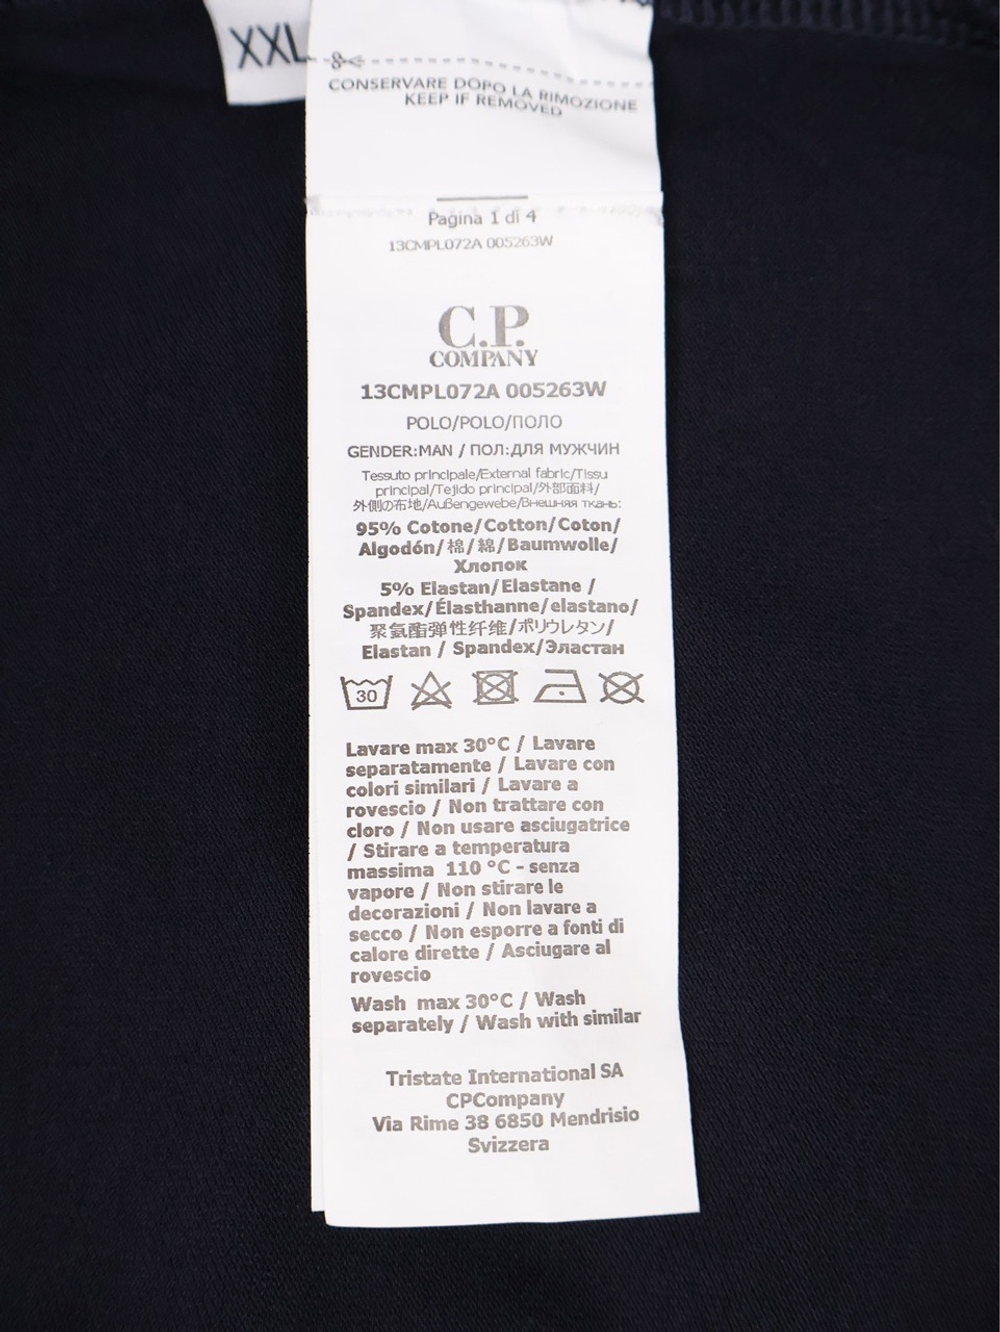 XXL
CONSERVARE DOPO LA RIMOZIONE
KEEP IF REMOVED
Pagina 1 di 4
13CMPL072A 005263W
C.P.
COMPANY
13CMPL072A 005263W
POLO/POLO/ПОЛО
GENDER:MAN / ПОЛ:ДЛЯ МУЖЧИН
Tessuto principale/External fabric/Tissu
principal/Tejido principal/外部面料/
外側の布地/Außengewebe/Внешняя ткань:
95% Cotone/Cotton/Coton/
Algodón/棉/綿/Baumwolle/
Хлопок
5% Elastan/Elastane /
Spandex/Élasthanne/elastano/
聚氨酯弹性纤维/ポリウレタン/
Elastan / Spandex/Эластан
30
Lavare max 30°C / Lavare
separatamente / Lavare con
colori similari / Lavare a
rovescio / Non trattare con
cloro / Non usare asciugatrice
/ Stirare a temperatura
massima 110 °C - senza
vapore / Non stirare le
decorazioni / Non lavare a
secco / Non esporre a fonti di
calore dirette / Asciugare al
rovescio
Wash max 30°C / Wash
separately / Wash with similar
Tristate International SA
CPCompany
Via Rime 38 6850 Mendrisio
Svizzera